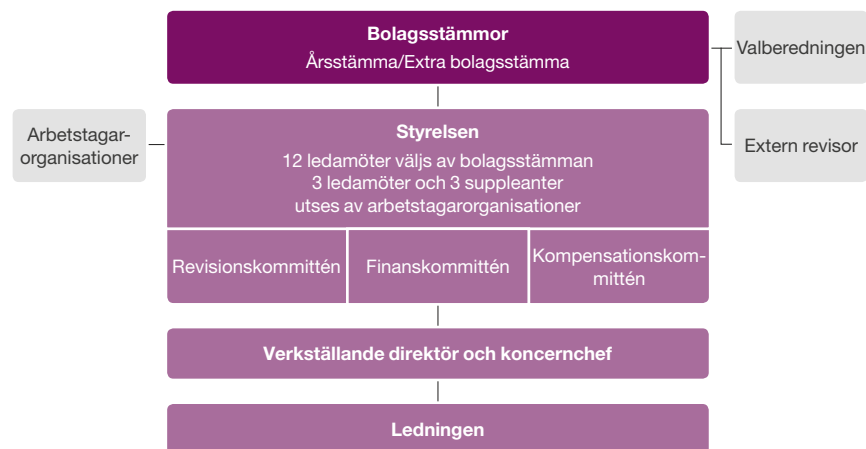 Bolagsstämmor
Årsstämma/Extra bolagsstämma
Valberedningen
Extern revisor
Arbetstagar-
organisationer
Styrelsen
12 ledamöter väljs av bolagsstämman
3 ledamöter och 3 suppleanter
utses av arbetstagarorganisationer
Revisionskommittén
Finanskommittén
Kompensationskom-
mittén
Verkställande direktör och koncernchef
Ledningen